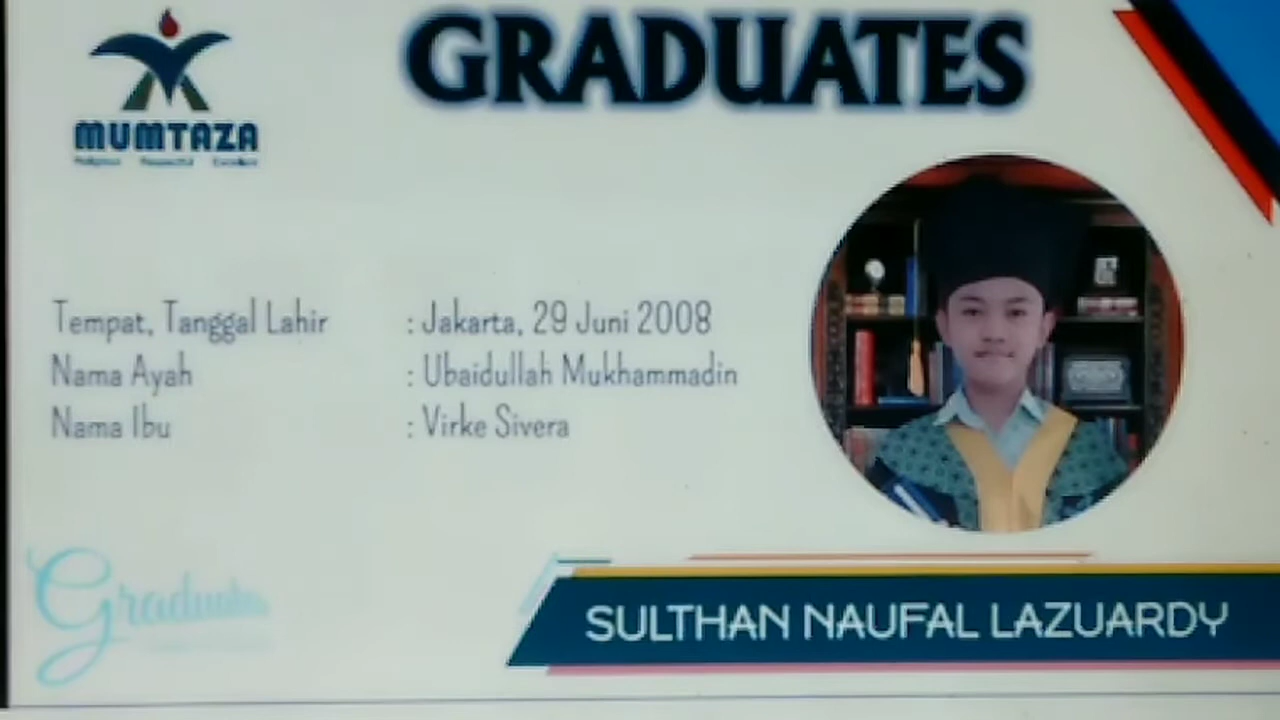 GRADUATES
MUMTAZA
Tempat, Tanggal Lahir : Jakarta, 29 Juni 2008
Nama Ayah : Ubaidullah Mukhammadin
Nama Ibu : Virke Sivera
Graduate
SULTHAN NAUFAL LAZUARDY